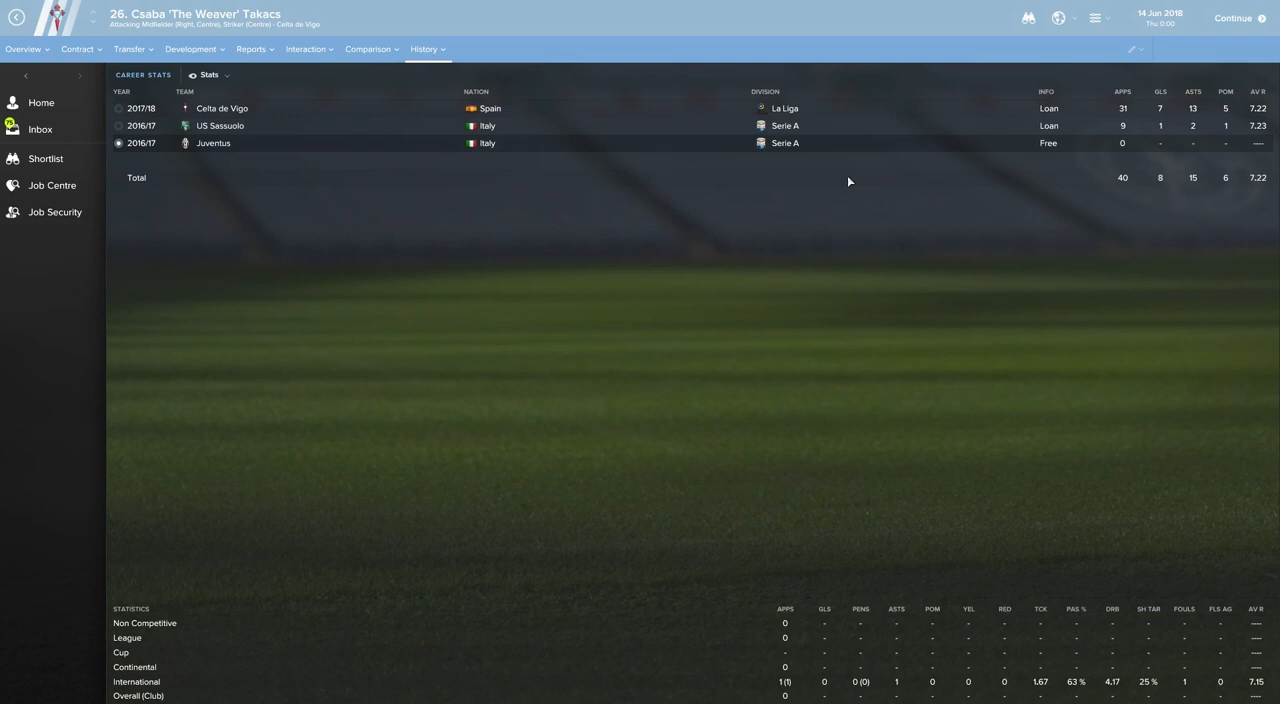 26. Csaba 'The Weaver' Takacs
Attacking Midfielder (Right, Centre), Striker (Centre) - Celta de Vigo
14 Jun 2018
Thu 0:00
Continue
Overview Contract Transfer Development Reports Interaction Comparison History
Home
75
Inbox
Shortlist
Job Centre
Job Security
CAREER STATS Stats
YEAR TEAM NATION DIVISION INFO APPS GLS ASTS POM AV R
2017/18 Celta de Vigo Spain La Liga Loan 31 7 13 5 7.22
2016/17 US Sassuolo Italy Serie A Loan 9 1 2 1 7.23
2016/17 Juventus Italy Serie A Free 0 - - - ----
Total 40 8 15 6 7.22
STATISTICS APPS GLS PENS ASTS POM YEL RED TCK PAS % DRB SH TAR FOULS FLS AG AV R
Non Competitive 0 - - - - - - - - - - - - ----
League 0 - - - - - - - - - - - - ----
Cup - - - - - - - - - - - - - ----
Continental 0 - - - - - - - - - - - - ----
International 1 (1) 0 0 (0) 1 0 0 0 1.67 63 % 4.17 25 % 1 0 7.15
Overall (Club) 0 - - - - - - - - - - - - ----